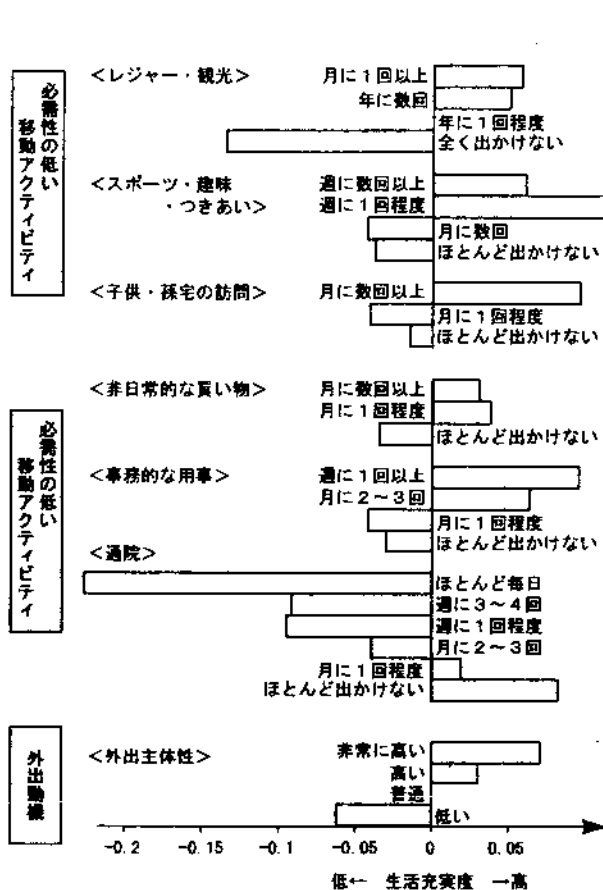 必需性の低い
移動アクティビティ
<レジャー・観光>
月に1回以上
年に数回
年に1回程度
全く出かけない
<スポーツ・趣味
・つきあい>
週に数回以上
週に1回程度
月に数回
ほとんど出かけない
<子供・孫宅の訪問>
月に数回以上
月に1回程度
ほとんど出かけない
必需性の低い
移動アクティビティ
<非日常的な買い物>
月に数回以上
月に1回程度
ほとんど出かけない
<事務的な用事>
週に1回以上
月に2~3回
月に1回程度
ほとんど出かけない
<通院>
ほとんど毎日
週に3~4回
週に1回程度
月に2~3回
月に1回程度
ほとんど出かけない
外出動機
<外出主体性>
非常に高い
高い
普通
低い
-0.2 -0.15 -0.1 -0.05 0 0.05
低← 生活充実度 →高